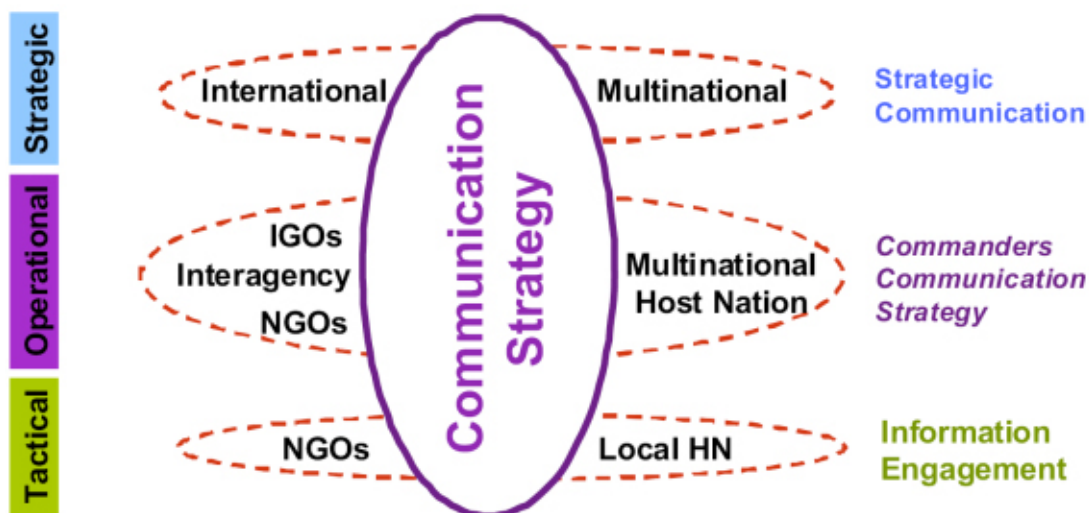 Strategic
International
Multinational
Strategic
Communication
Communication
Strategy
Operational
IGOs
Interagency
NGOs
Multinational
Host Nation
Commanders
Communication
Strategy
Tactical
NGOs
Local HN
Information
Engagement